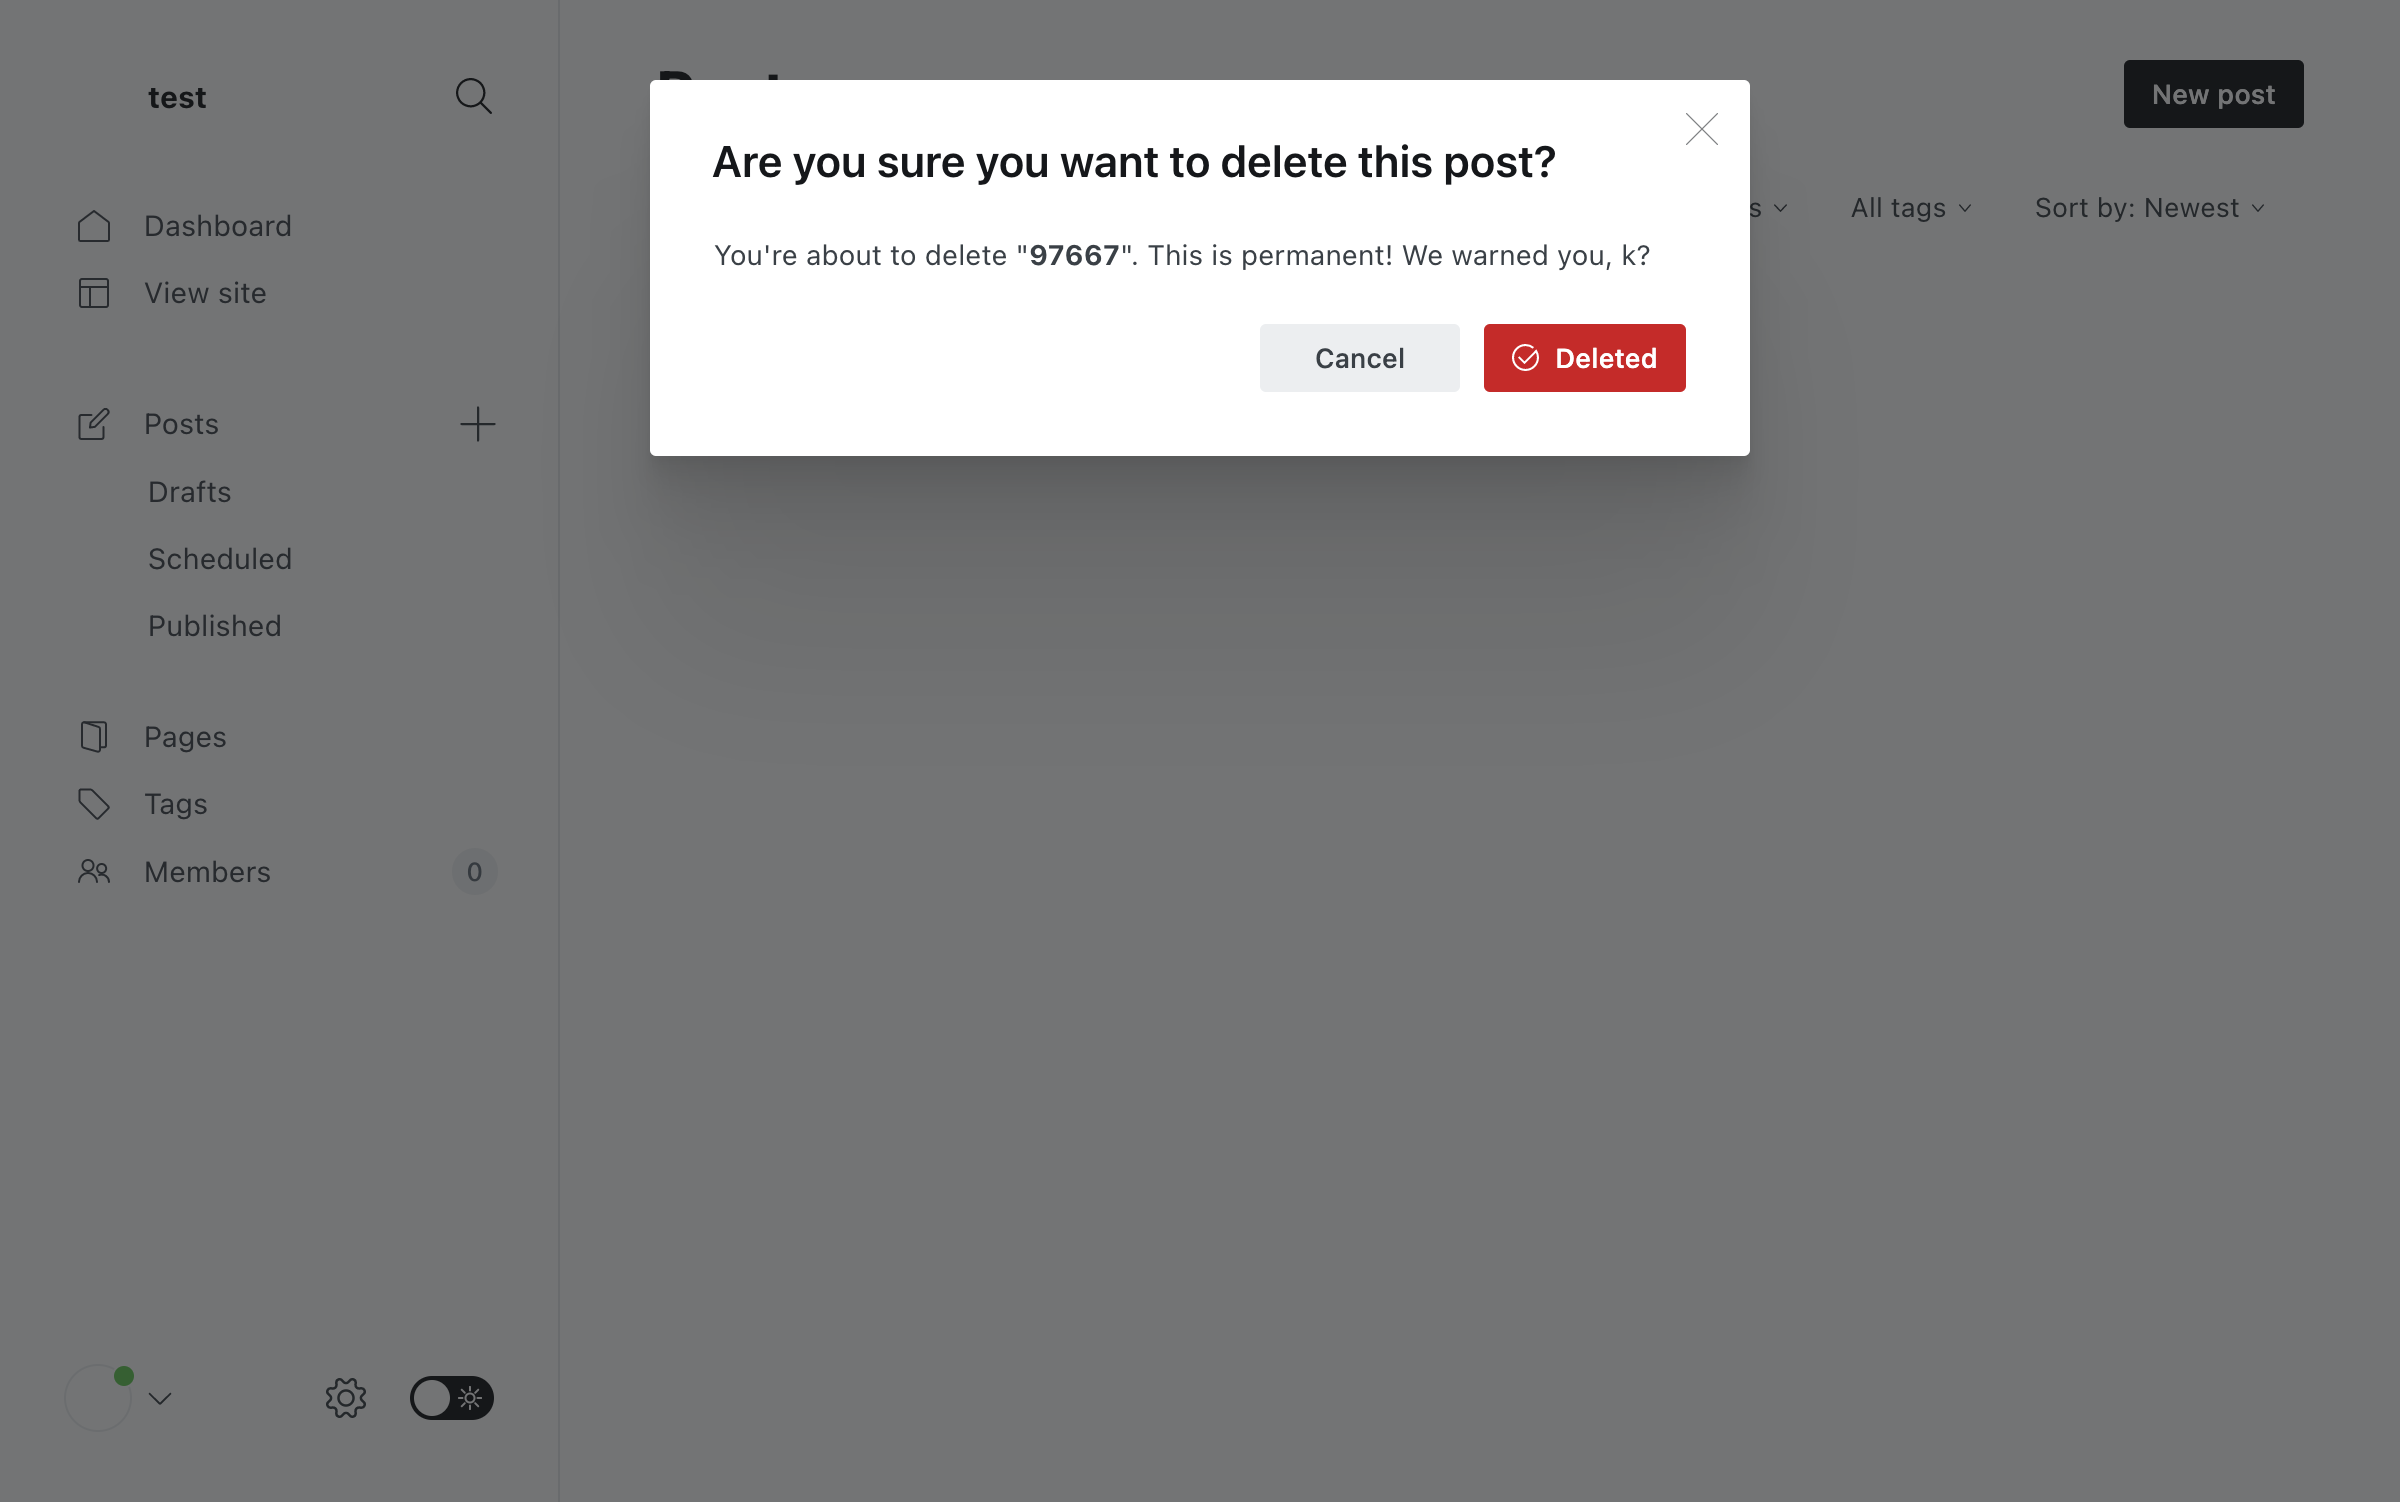 test
New post
Are you sure you want to delete this post?
All tags
Sort by: Newest
Dashboard
You're about to delete "97667". This is permanent! We warned you, k?
View site
Cancel
Deleted
Posts
Drafts
Scheduled
Published
Pages
Tags
Members
0